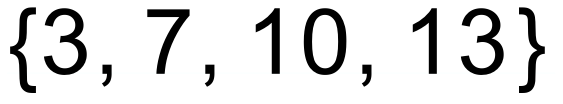 {3, 7, 10, 13}